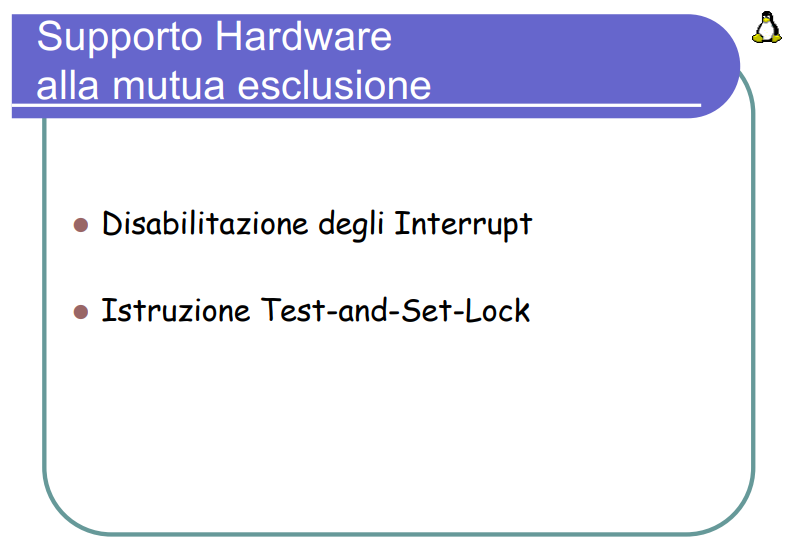 Supporto Hardware
alla mutua esclusione
Disabilitazione degli Interrupt
Istruzione Test-and-Set-Lock